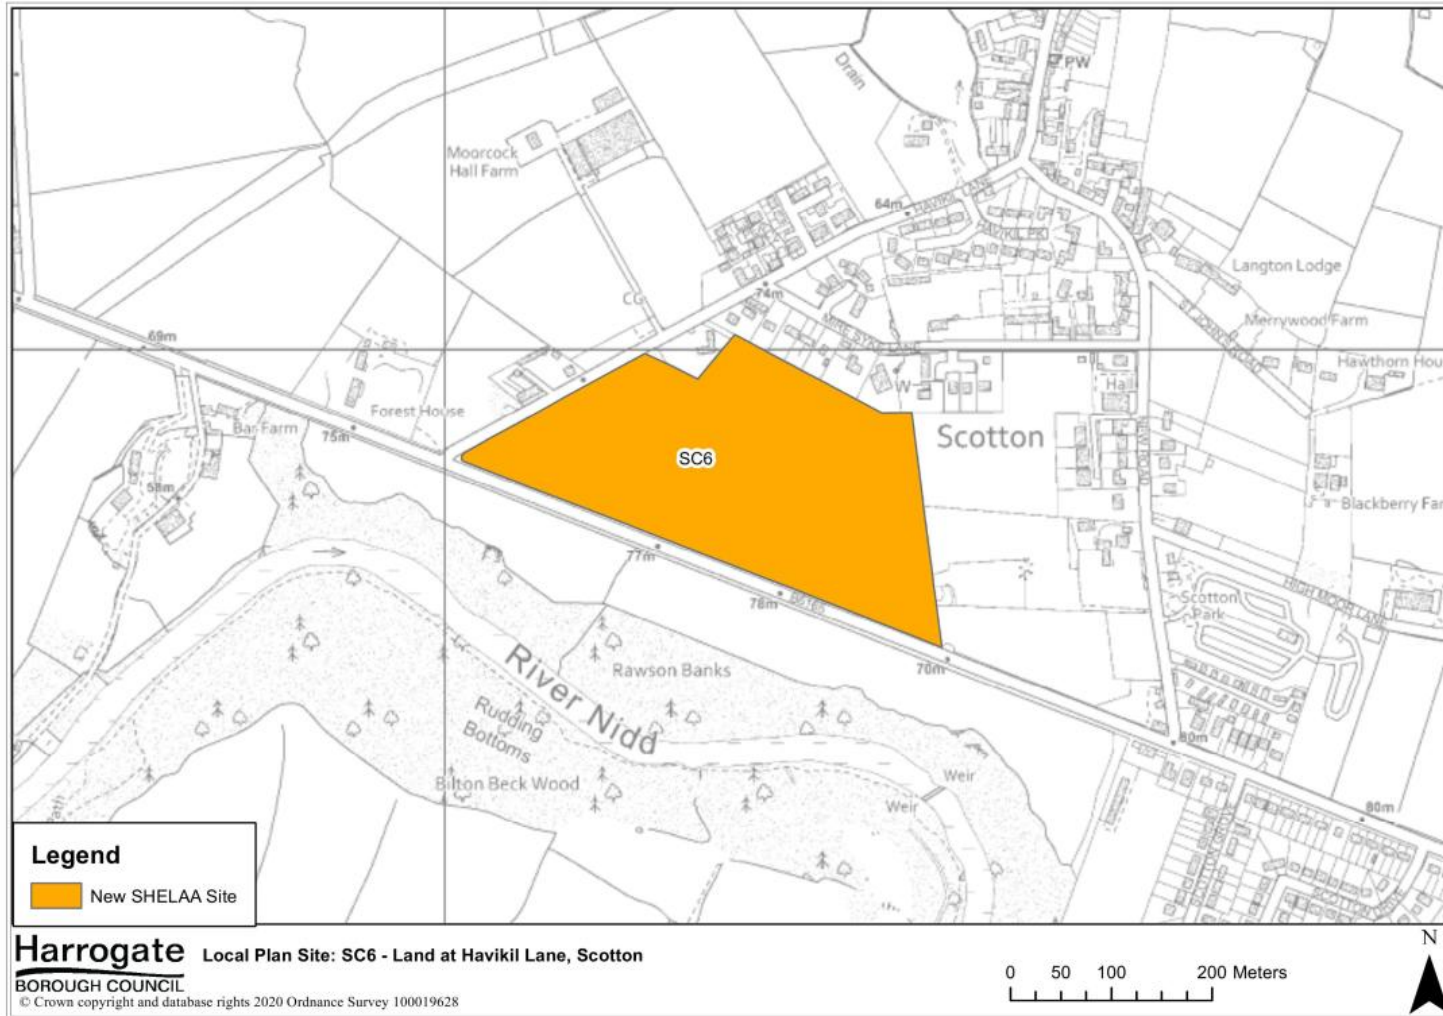 Drain
PW
Moorcock
Hall Farm
64m
HAVIKIL LANE
HAVIKIL PK
Langton Lodge
CG
74m
MIRE SYKE LANE
Merrywood Farm
69m
Hawthorn Hou
Forest House
Hall
W
Bar Farm
75m
Scotton
SC6
58m
Blackberry Far
77m
78m
B6165
HIGH MOOR LANE
Scotton
Park
70m
Rawson Banks
River Nidd
Rudding
Bottoms
80m
Weir
Bilton Beck Wood
Weir
80m
Legend
New SHELAA Site
Harrogate
BOROUGH COUNCIL
Local Plan Site: SC6 - Land at Havikil Lane, Scotton
© Crown copyright and database rights 2020 Ordnance Survey 100019628
0 50 100 200 Meters
N